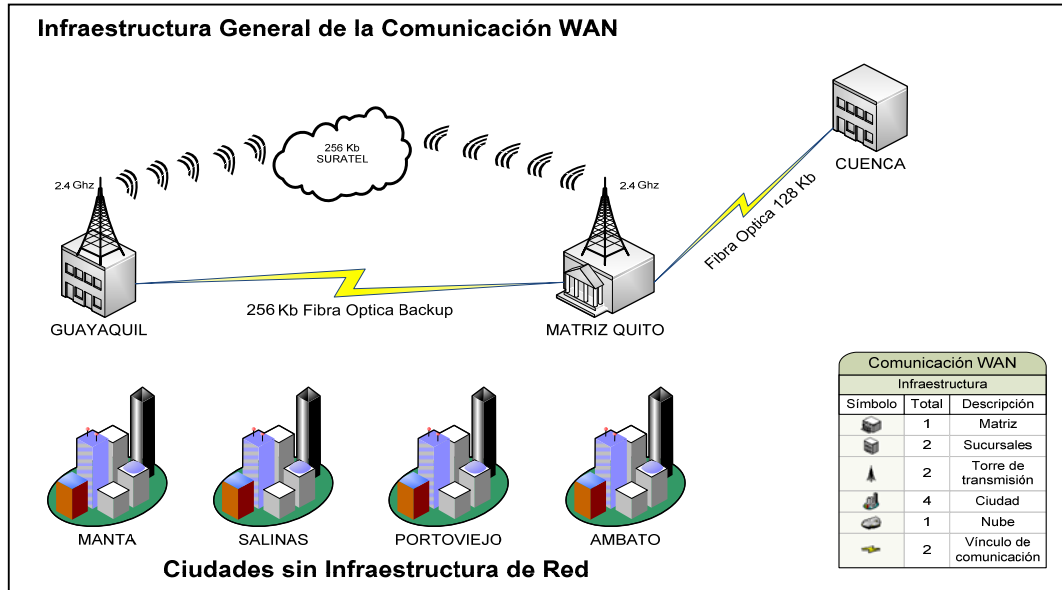 Infraestructura General de la Comunicación WAN
256 Kb
SURATEL
2.4 Ghz
2.4 Ghz
CUENCA
Fibra Optica 128 Kb
256 Kb Fibra Optica Backup
GUAYAQUIL
MATRIZ QUITO
MANTA
SALINAS
PORTOVIEJO
AMBATO
Ciudades sin Infraestructura de Red
Comunicación WAN
Infraestructura
Símbolo Total Descripción
1 Matriz
2 Sucursales
2 Torre de
transmisión
4 Ciudad
1 Nube
2 Vínculo de
comunicación